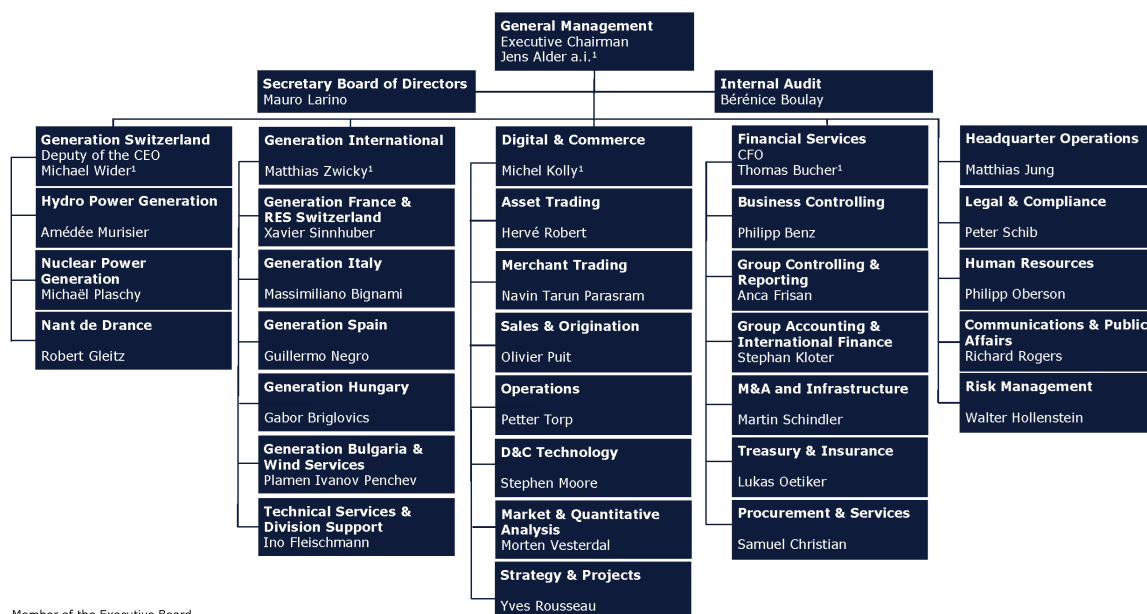 General Management
Executive Chairman
Jens Alder a.i.¹
Secretary Board of Directors
Mauro Larino
Internal Audit
Bérénice Boulay
Generation Switzerland
Deputy of the CEO
Michael Wider¹
Hydro Power Generation
Amédée Murisier
Nuclear Power
Generation
Michaël Plaschy
Nant de Drance
Robert Gleitz
Generation International
Matthias Zwicky¹
Generation France &
RES Switzerland
Xavier Sinnhuber
Generation Italy
Massimiliano Bignami
Generation Spain
Guillermo Negro
Generation Hungary
Gabor Briglovics
Generation Bulgaria &
Wind Services
Plamen Ivanov Penchev
Technical Services &
Division Support
Ino Fleischmann
Digital & Commerce
Michel Kolly¹
Asset Trading
Hervé Robert
Merchant Trading
Navin Tarun Parasram
Sales & Origination
Olivier Puit
Operations
Petter Torp
D&C Technology
Stephen Moore
Market & Quantitative
Analysis
Morten Vesterdal
Strategy & Projects
Yves Rousseau
Financial Services
CFO
Thomas Bucher¹
Business Controlling
Philipp Benz
Group Controlling &
Reporting
Anca Frisan
Group Accounting &
International Finance
Stephan Kloter
M&A and Infrastructure
Martin Schindler
Treasury & Insurance
Lukas Oetiker
Procurement & Services
Samuel Christian
Headquarter Operations
Matthias Jung
Legal & Compliance
Peter Schib
Human Resources
Philipp Oberson
Communications & Public
Affairs
Richard Rogers
Risk Management
Walter Hollenstein
Member of the Executive Board